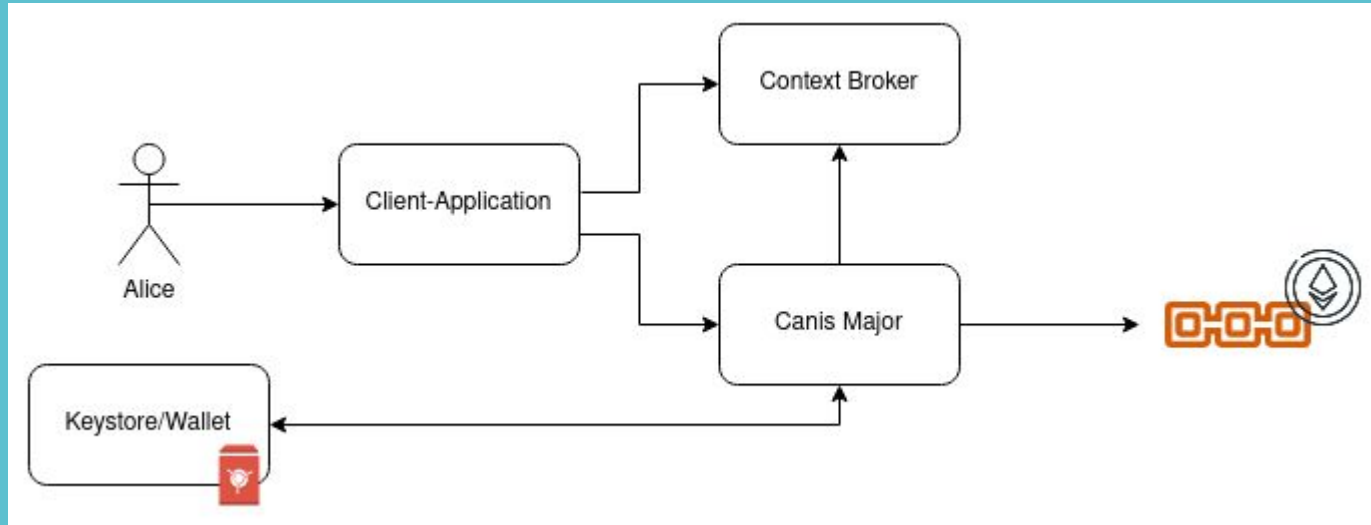 Context Broker
Client-Application
Alice
Canis Major
Keystore/Wallet